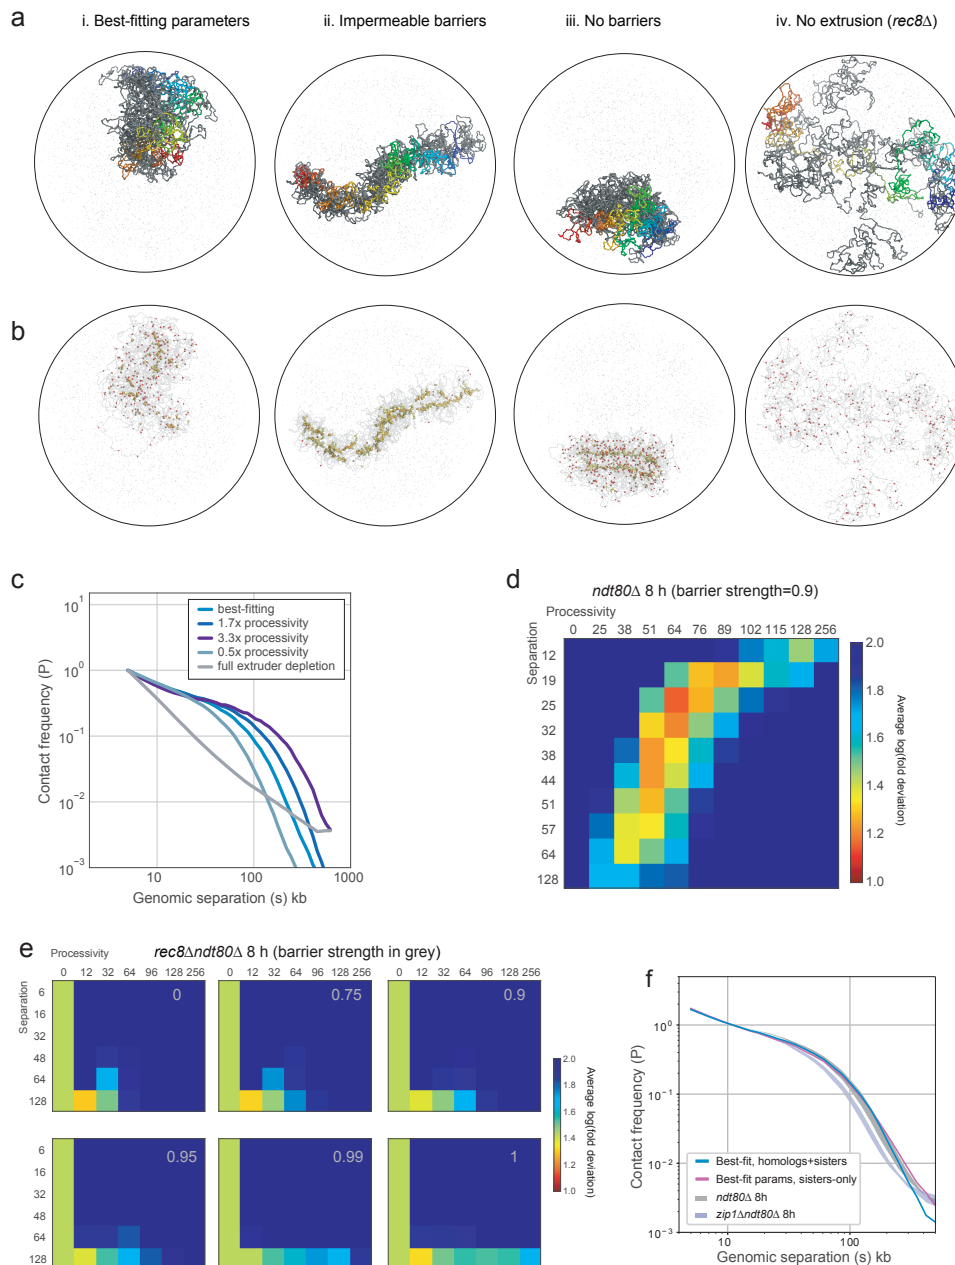 a
i. Best-fitting parameters
ii. Impermeable barriers
iii. No barriers
iv. No extrusion (rec8Δ)
b
c
Contact frequency (P)
10¹
10⁰
10⁻¹
10⁻²
10⁻³
best-fitting
1.7x processivity
3.3x processivity
0.5x processivity
full extruder depletion
10 100 1000
Genomic separation (s) kb
d
ndt80Δ 8 h (barrier strength=0.9)
Processivity
0 25 38 51 64 76 89 102 115 128 256
Separation
12
19
25
32
38
44
51
57
64
128
2.0
1.8
1.6
1.4
1.2
1.0
Average log(fold deviation)
e
rec8Δndt80Δ 8 h (barrier strength in grey)
Processivity
0 12 32 64 96 128 256
0 12 32 64 96 128 256
0 12 32 64 96 128 256
Separation
6
16
32
48
64
128
0
0.75
0.9
6
16
32
48
64
128
0.95
0.99
1
2.0
1.8
1.6
1.4
1.2
1.0
Average log(fold deviation)
f
Contact frequency (P)
10⁰
10⁻¹
10⁻²
10⁻³
Best-fit, homologs+sisters
Best-fit params, sisters-only
ndt80Δ 8h
zip1Δndt80Δ 8h
10 100
Genomic separation (s) kb